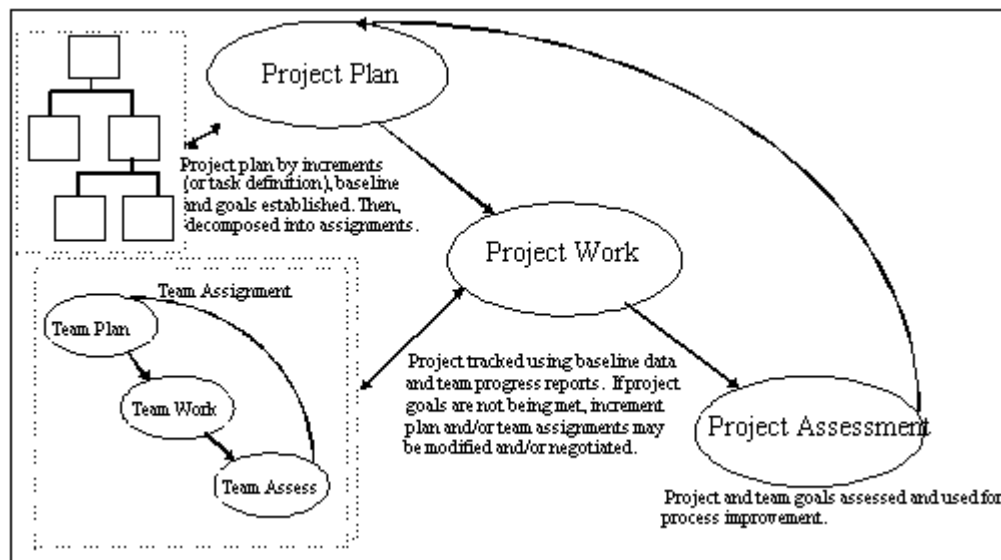 Project Plan
Project plan by increments
(or task definition), baseline
and goals established. Then,
decomposed into assignments.
Project Work
Team Assignment
Team Plan
Team Work
Team Assess
Project tracked using baseline data
and team progress reports. If project
goals are not being met, increment
plan and/or team assignments may
be modified and/or negotiated.
Project Assessment
Project and team goals assessed and used for
process improvement.